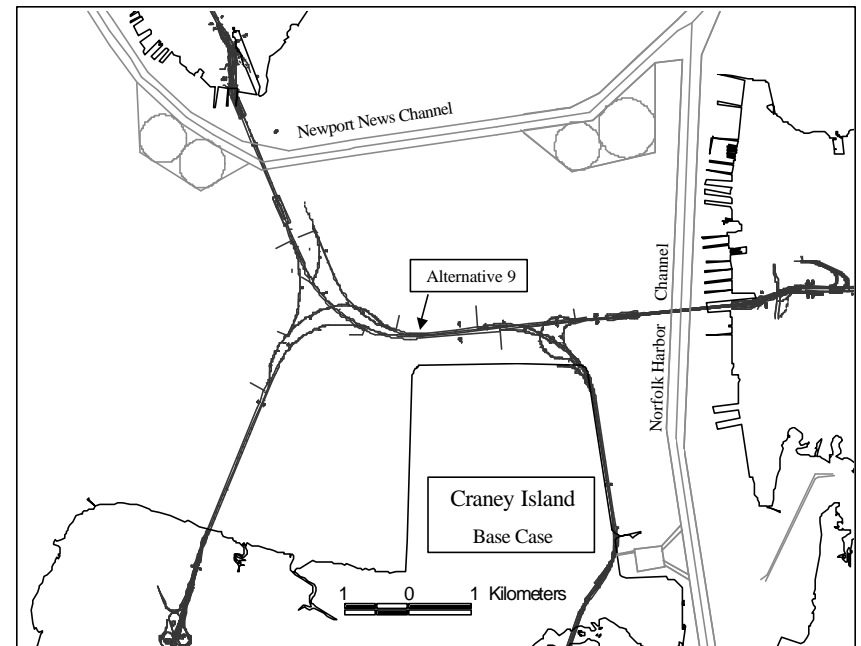 Newport News Channel
Alternative 9
Norfolk Harbor Channel
Craney Island
Base Case
1 0 1 Kilometers